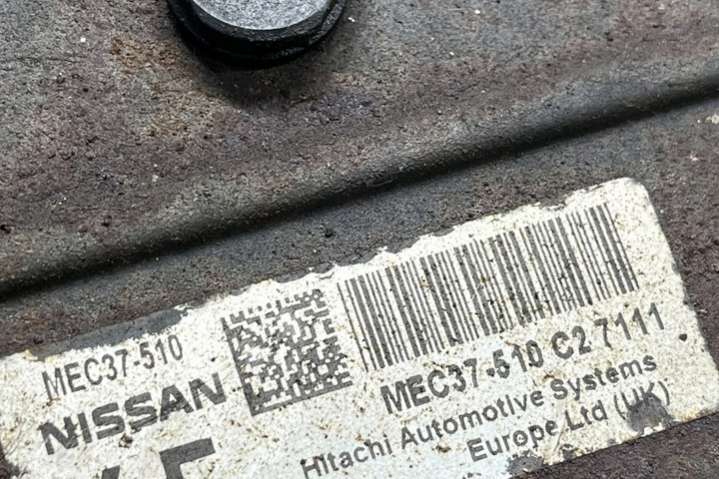 MEC37-510
NISSAN
MEC37-510 C2 7111
Hitachi Automotive Systems
Europe Ltd (UK)